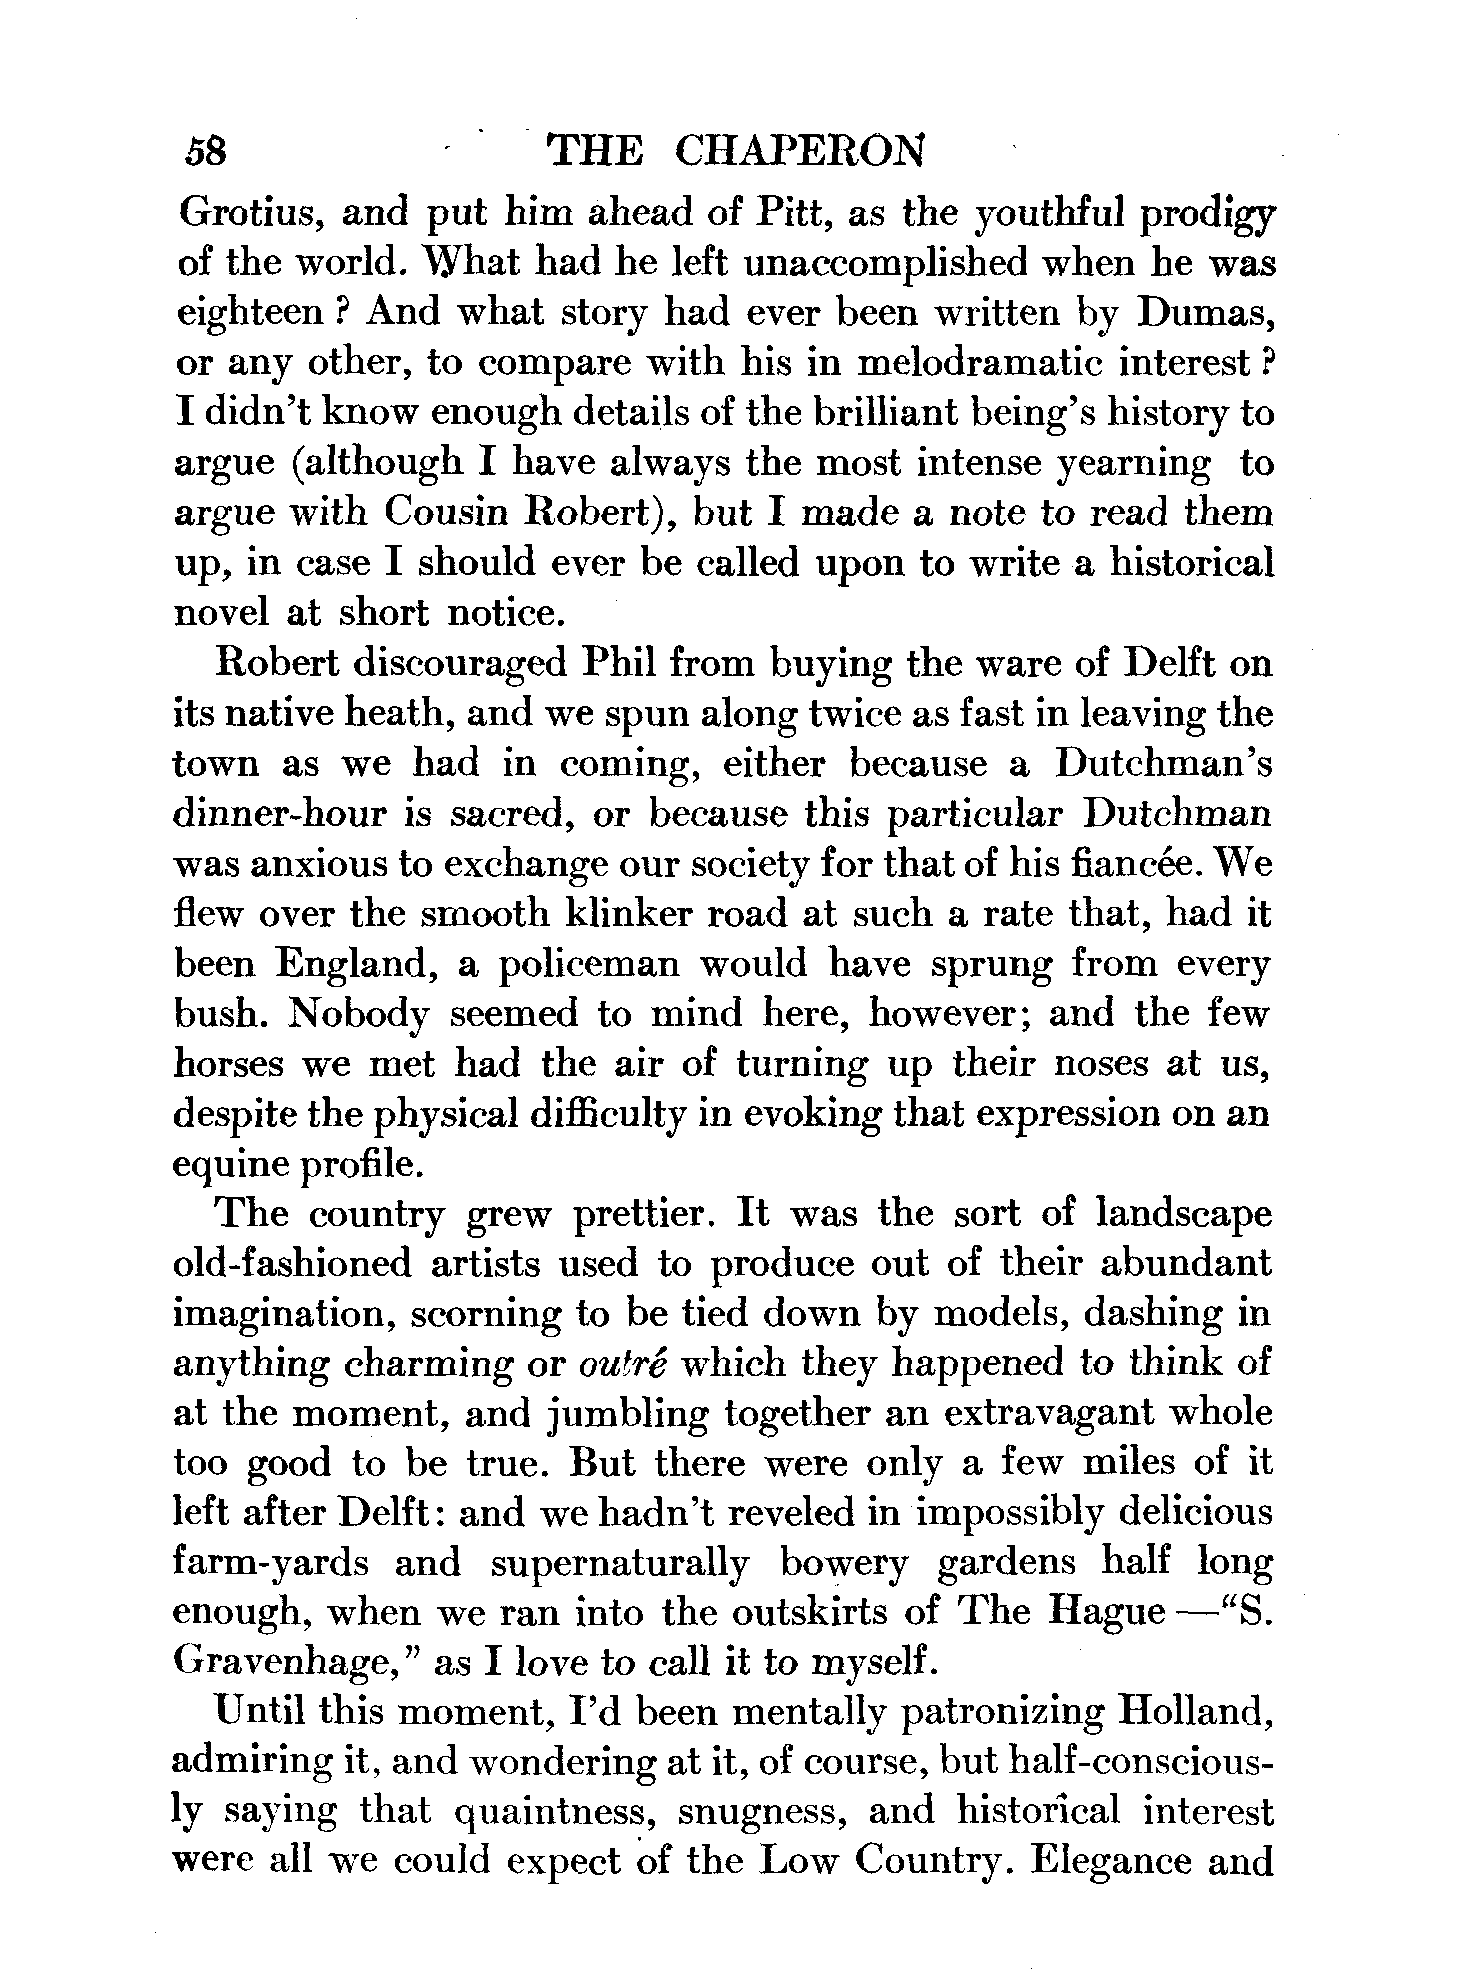 58 THE CHAPERON
Grotius, and put him ahead of Pitt, as the youthful prodigy
of the world. What had he left unaccomplished when he was
eighteen ? And what story had ever been written by Dumas,
or any other, to compare with his in melodramatic interest ?
I didn’t know enough details of the brilliant being’s history to
argue (although I have always the most intense yearning to
argue with Cousin Robert), but I made a note to read them
up, in case I should ever be called upon to write a historical
novel at short notice.
Robert discouraged Phil from buying the ware of Delft on
its native heath, and we spun along twice as fast in leaving the
town as we had in coming, either because a Dutchman’s
dinner-hour is sacred, or because this particular Dutchman
was anxious to exchange our society for that of his fiancée. We
flew over the smooth klinker road at such a rate that, had it
been England, a policeman would have sprung from every
bush. Nobody seemed to mind here, however; and the few
horses we met had the air of turning up their noses at us,
despite the physical difficulty in evoking that expression on an
equine profile.
The country grew prettier. It was the sort of landscape
old-fashioned artists used to produce out of their abundant
imagination, scorning to be tied down by models, dashing in
anything charming or outré which they happened to think of
at the moment, and jumbling together an extravagant whole
too good to be true. But there were only a few miles of it
left after Delft: and we hadn’t reveled in impossibly delicious
farm-yards and supernaturally bowery gardens half long
enough, when we ran into the outskirts of The Hague —“S.
Gravenhage,” as I love to call it to myself.
Until this moment, I’d been mentally patronizing Holland,
admiring it, and wondering at it, of course, but half-conscious-
ly saying that quaintness, snugness, and historical interest
were all we could expect of the Low Country. Elegance and